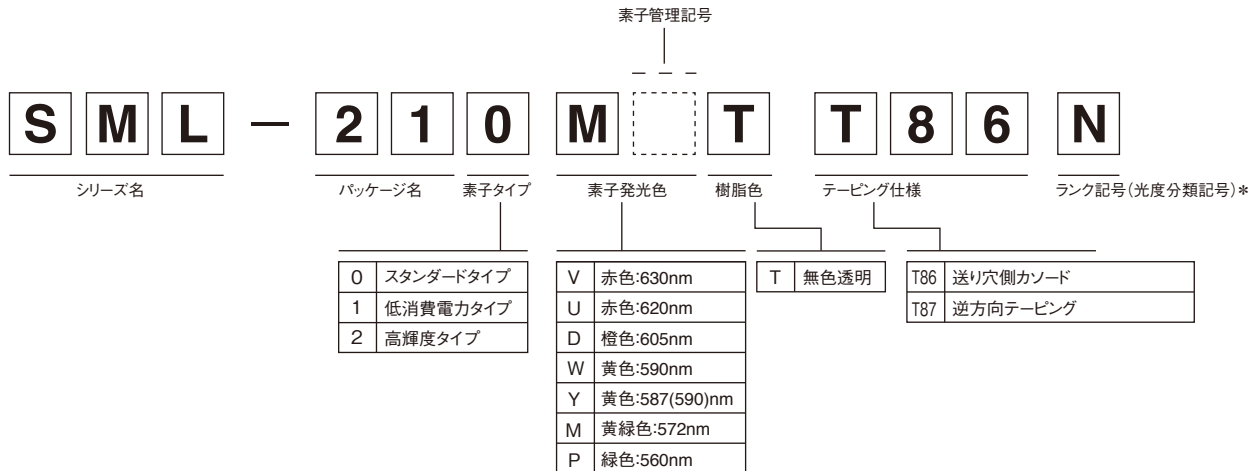 素子管理記号
SML-210M T T86 N
シリーズ名 パッケージ名 素子タイプ 素子発光色 樹脂色 テーピング仕様 ランク記号(光度分類記号)*
0 スタンダードタイプ
1 低消費電力タイプ
2 高輝度タイプ
V 赤色:630nm
U 赤色:620nm
D 橙色:605nm
W 黄色:590nm
Y 黄色:587(590)nm
M 黄緑色:572nm
P 緑色:560nm
T 無色透明
T86 送り穴側カソード
T87 逆方向テーピング